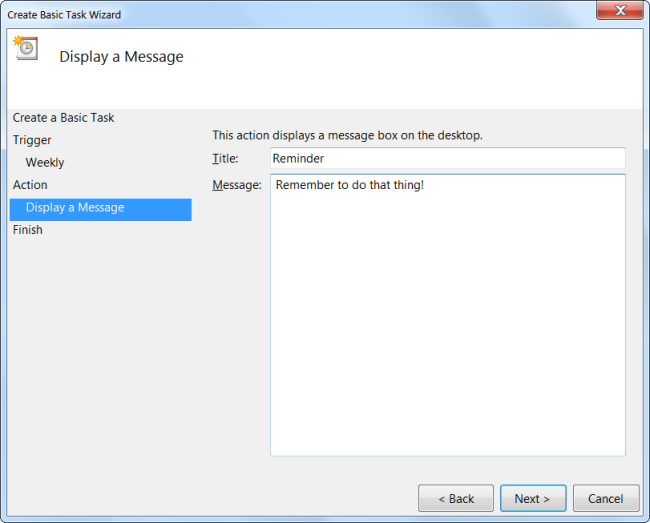 Create Basic Task Wizard
Display a Message
Create a Basic Task
Trigger
Weekly
Action
Display a Message
Finish
This action displays a message box on the desktop.
Title: Reminder
Message: Remember to do that thing!
< Back Next > Cancel